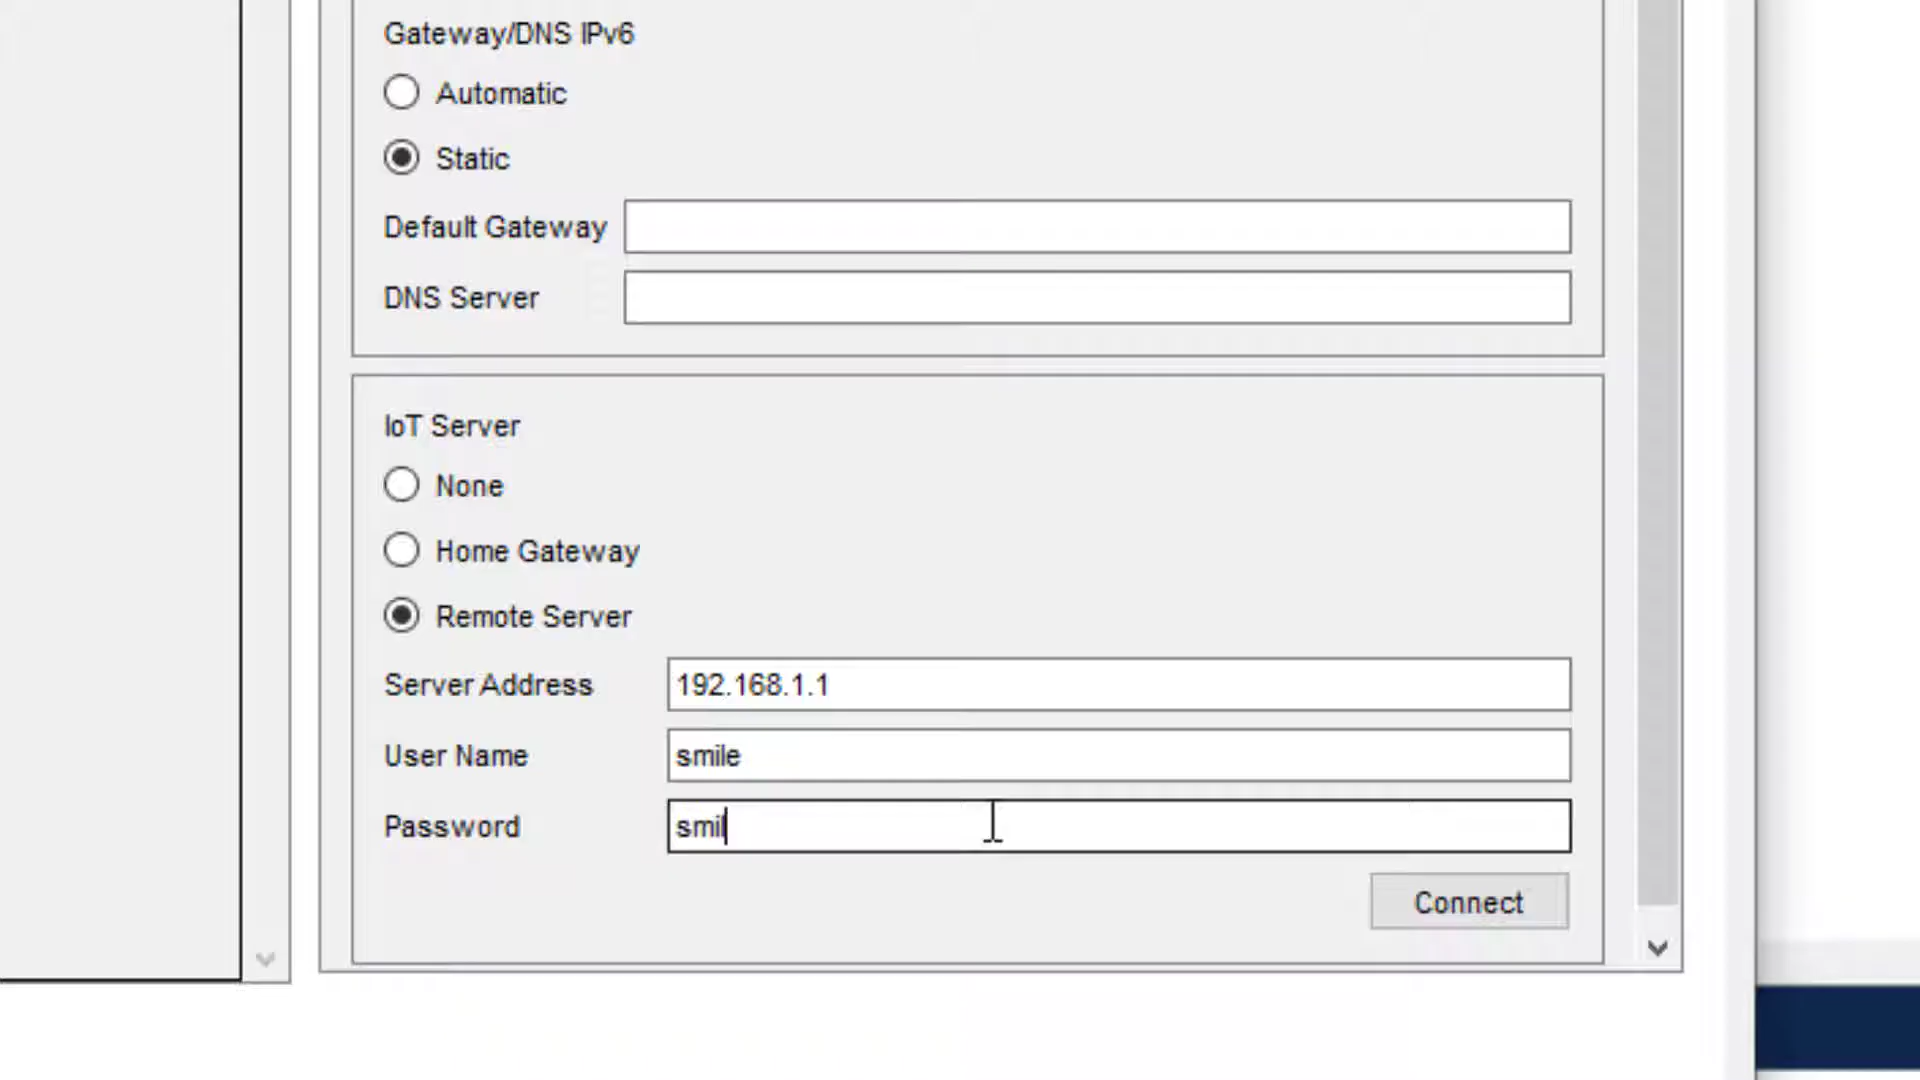 Gateway/DNS IPv6
Automatic
Static
Default Gateway
DNS Server
IoT Server
None
Home Gateway
Remote Server
Server Address 192.168.1.1
User Name smile
Password smil
Connect